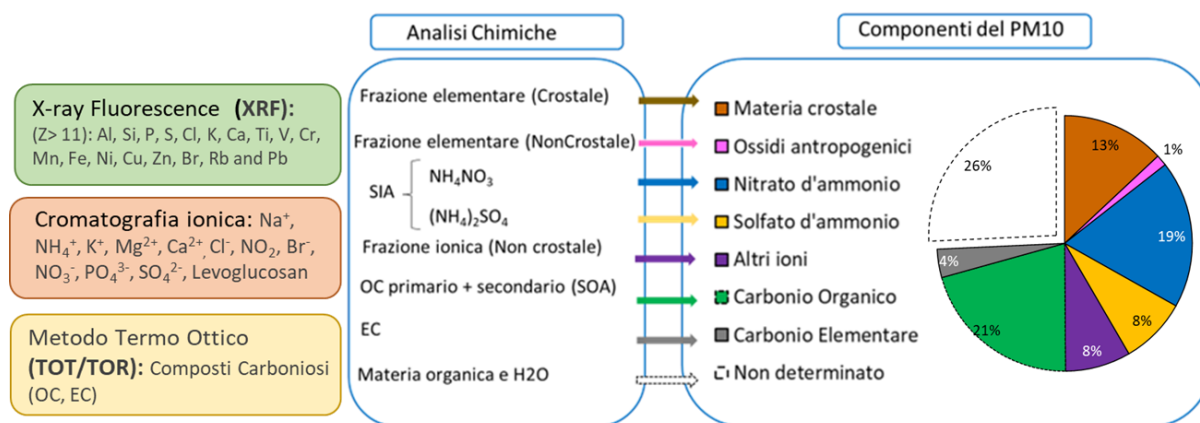 Analisi Chimiche
Componenti del PM10
X-ray Fluorescence (XRF):
(Z> 11): Al, Si, P, S, Cl, K, Ca, Ti, V, Cr,
Mn, Fe, Ni, Cu, Zn, Br, Rb and Pb
Cromatografia ionica: Na⁺,
NH₄⁺, K⁺, Mg²⁺, Ca²⁺, Cl⁻, NO₂, Br⁻,
NO₃⁻, PO₄³⁻, SO₄²⁻, Levoglucosan
Metodo Termo Ottico
(TOT/TOR): Composti Carboniosi
(OC, EC)
Frazione elementare (Crostale)
Frazione elementare (NonCrostale)
SIA
NH₄NO₃
(NH₄)₂SO₄
Frazione ionica (Non crostale)
OC primario + secondario (SOA)
EC
Materia organica e H2O
Materia crostale
Ossidi antropogenici
Nitrato d'ammonio
Solfato d'ammonio
Altri ioni
Carbonio Organico
Carbonio Elementare
Non determinato
13%
1%
19%
8%
8%
21%
4%
26%